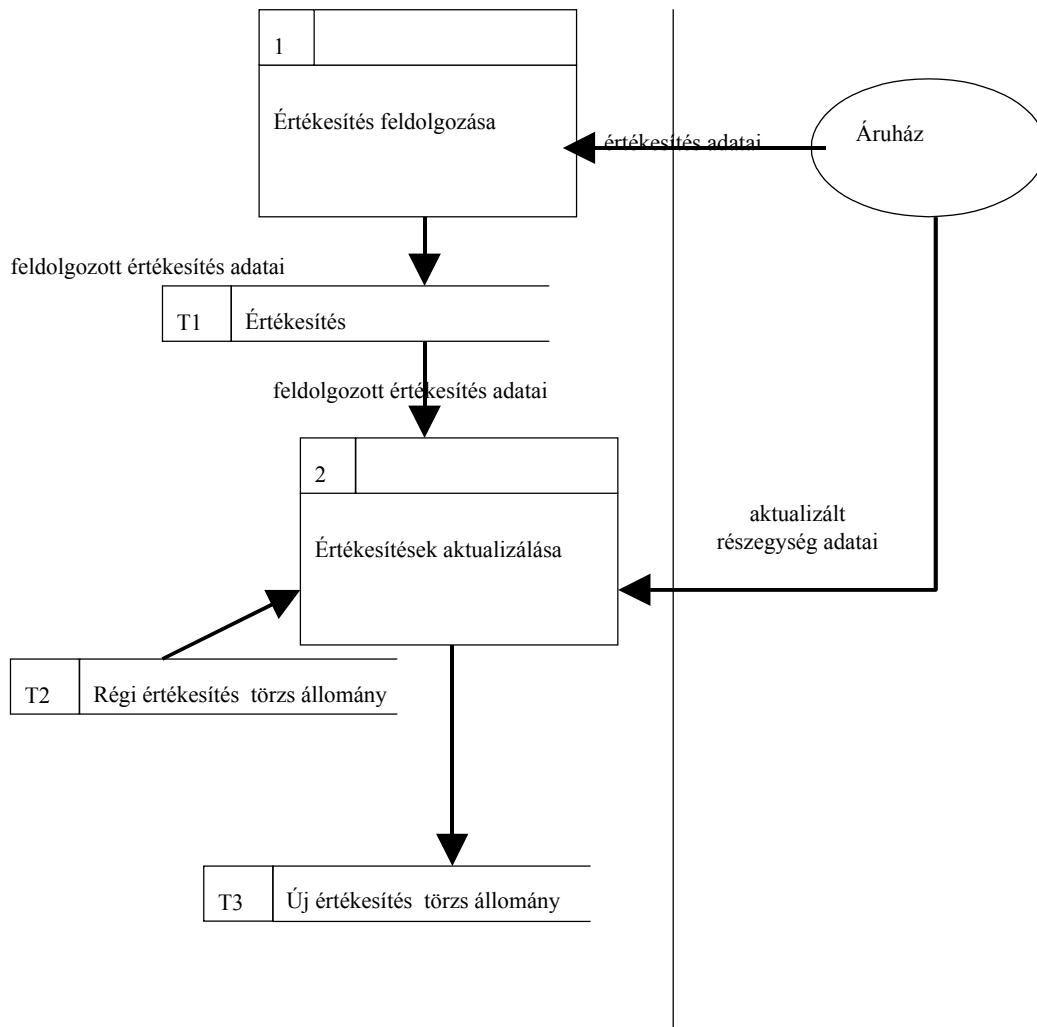 1
Értékesítés feldolgozása
értékesítés adatai
Áruház
feldolgozott értékesítés adatai
T1 Értékesítés
feldolgozott értékesítés adatai
2
Értékesítések aktualizálása
aktualizált
részegység adatai
T2 Régi értékesítés törzs állomány
T3 Új értékesítés törzs állomány